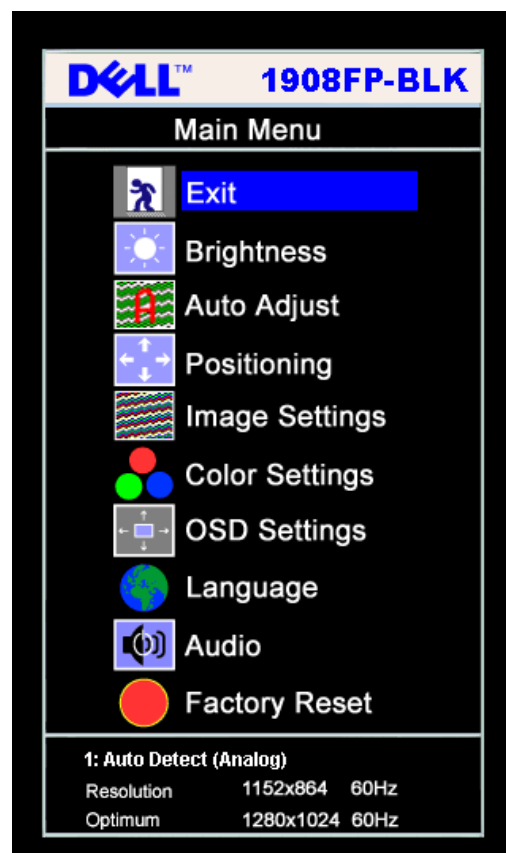 DELL™ 1908FP-BLK
Main Menu
Exit
Brightness
A
Auto Adjust
Positioning
Image Settings
Color Settings
OSD Settings
Language
Audio
Factory Reset
1: Auto Detect (Analog)
Resolution 1152x864 60Hz
Optimum 1280x1024 60Hz